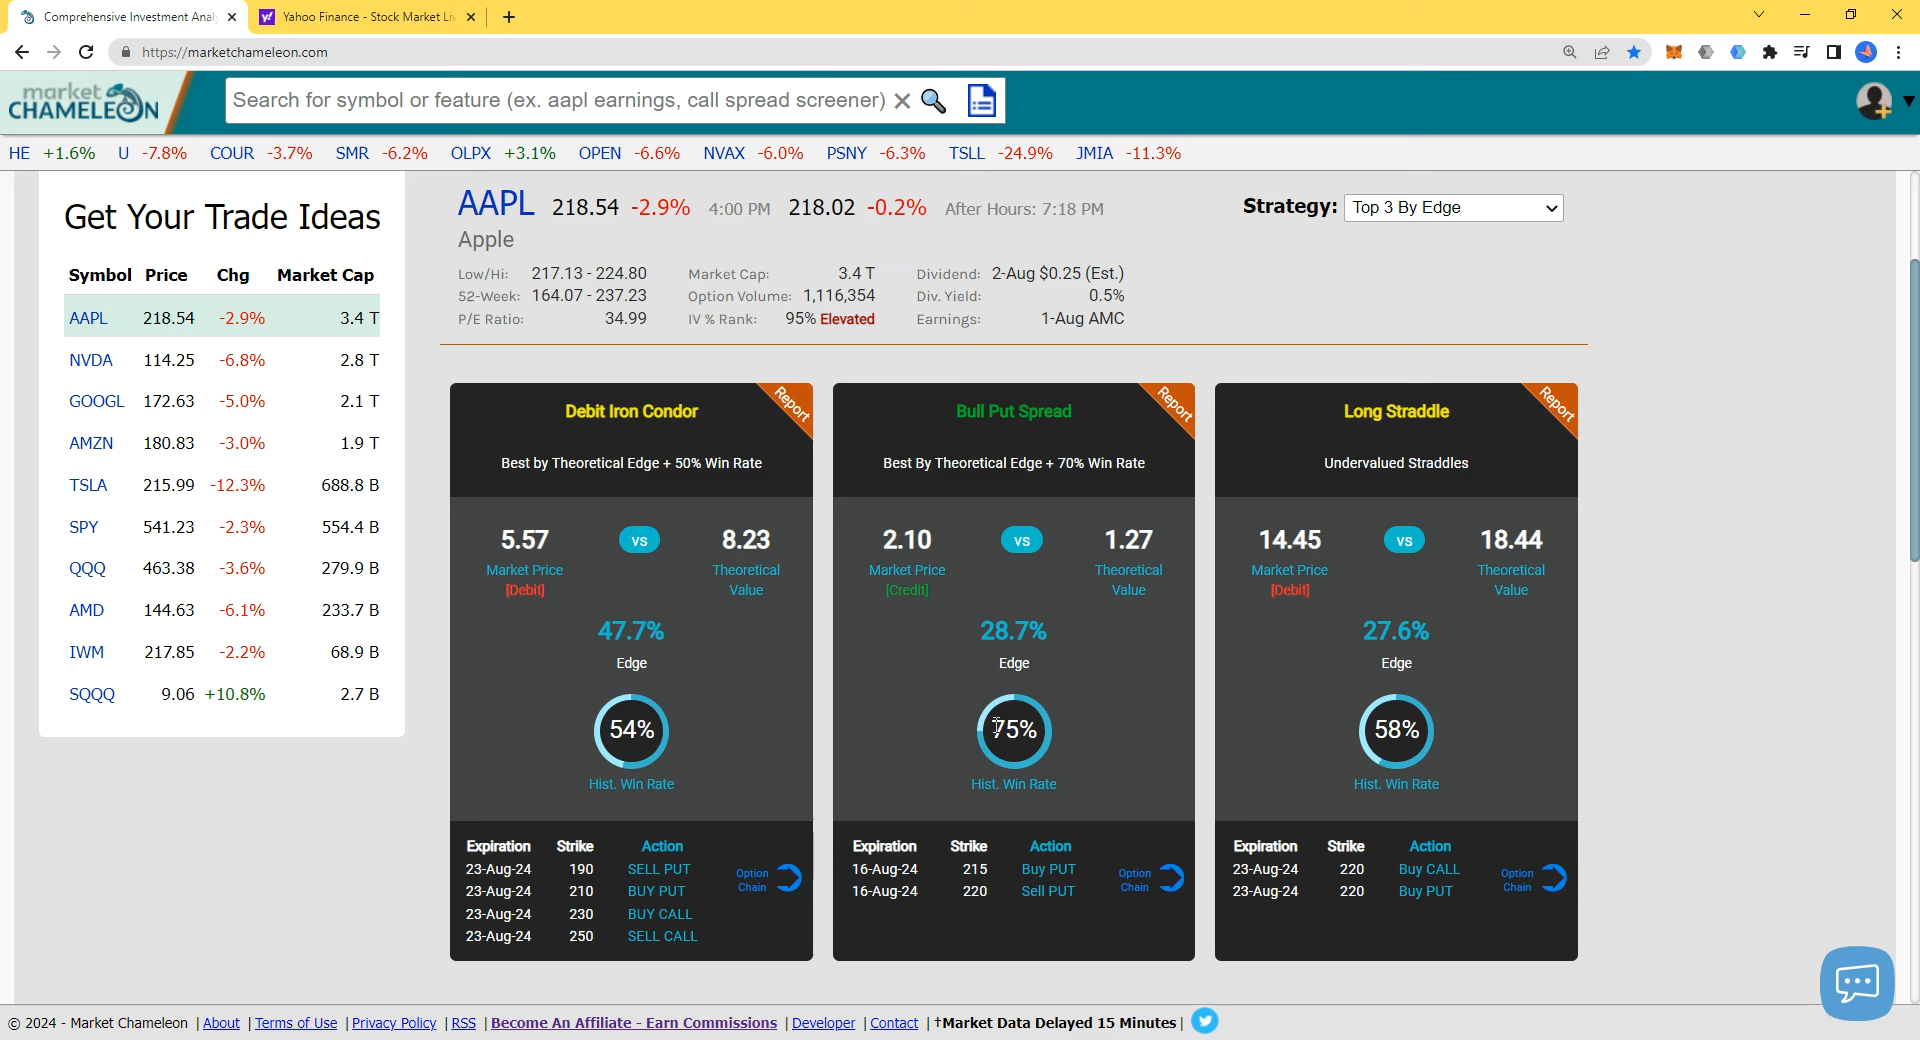 Comprehensive Investment Anal
Yahoo Finance - Stock Market Li
https://marketchameleon.com
market
CHAMELEON
Search for symbol or feature (ex. aapl earnings, call spread screener)
HE +1.6% U -7.8% COUR -3.7% SMR -6.2% OLPX +3.1% OPEN -6.6% NVAX -6.0% PSNY -6.3% TSLL -24.9% JMIA -11.3%
Get Your Trade Ideas
Symbol Price Chg Market Cap
AAPL 218.54 -2.9% 3.4 T
NVDA 114.25 -6.8% 2.8 T
GOOGL 172.63 -5.0% 2.1 T
AMZN 180.83 -3.0% 1.9 T
TSLA 215.99 -12.3% 688.8 B
SPY 541.23 -2.3% 554.4 B
QQQ 463.38 -3.6% 279.9 B
AMD 144.63 -6.1% 233.7 B
IWM 217.85 -2.2% 68.9 B
SQQQ 9.06 +10.8% 2.7 B
AAPL 218.54 -2.9% 4:00 PM 218.02 -0.2% After Hours: 7:18 PM
Strategy: Top 3 By Edge
Apple
Low/Hi: 217.13 - 224.80 Market Cap: 3.4 T Dividend: 2-Aug $0.25 (Est.)
52-Week: 164.07 - 237.23 Option Volume: 1,116,354 Div. Yield: 0.5%
P/E Ratio: 34.99 IV % Rank: 95% Elevated Earnings: 1-Aug AMC
Report
Debit Iron Condor
Best by Theoretical Edge + 50% Win Rate
5.57 vs 8.23
Market Price Theoretical
[Debit] Value
47.7%
Edge
54%
Hist. Win Rate
Expiration Strike Action
23-Aug-24 190 SELL PUT
23-Aug-24 210 BUY PUT
23-Aug-24 230 BUY CALL
23-Aug-24 250 SELL CALL
Option
Chain
Report
Bull Put Spread
Best By Theoretical Edge + 70% Win Rate
2.10 vs 1.27
Market Price Theoretical
[Credit] Value
28.7%
Edge
75%
Hist. Win Rate
Expiration Strike Action
16-Aug-24 215 Buy PUT
16-Aug-24 220 Sell PUT
Option
Chain
Report
Long Straddle
Undervalued Straddles
14.45 vs 18.44
Market Price Theoretical
[Debit] Value
27.6%
Edge
58%
Hist. Win Rate
Expiration Strike Action
23-Aug-24 220 Buy CALL
23-Aug-24 220 Buy PUT
Option
Chain
© 2024 - Market Chameleon | About | Terms of Use | Privacy Policy | RSS | Become An Affiliate - Earn Commissions | Developer | Contact | †Market Data Delayed 15 Minutes |